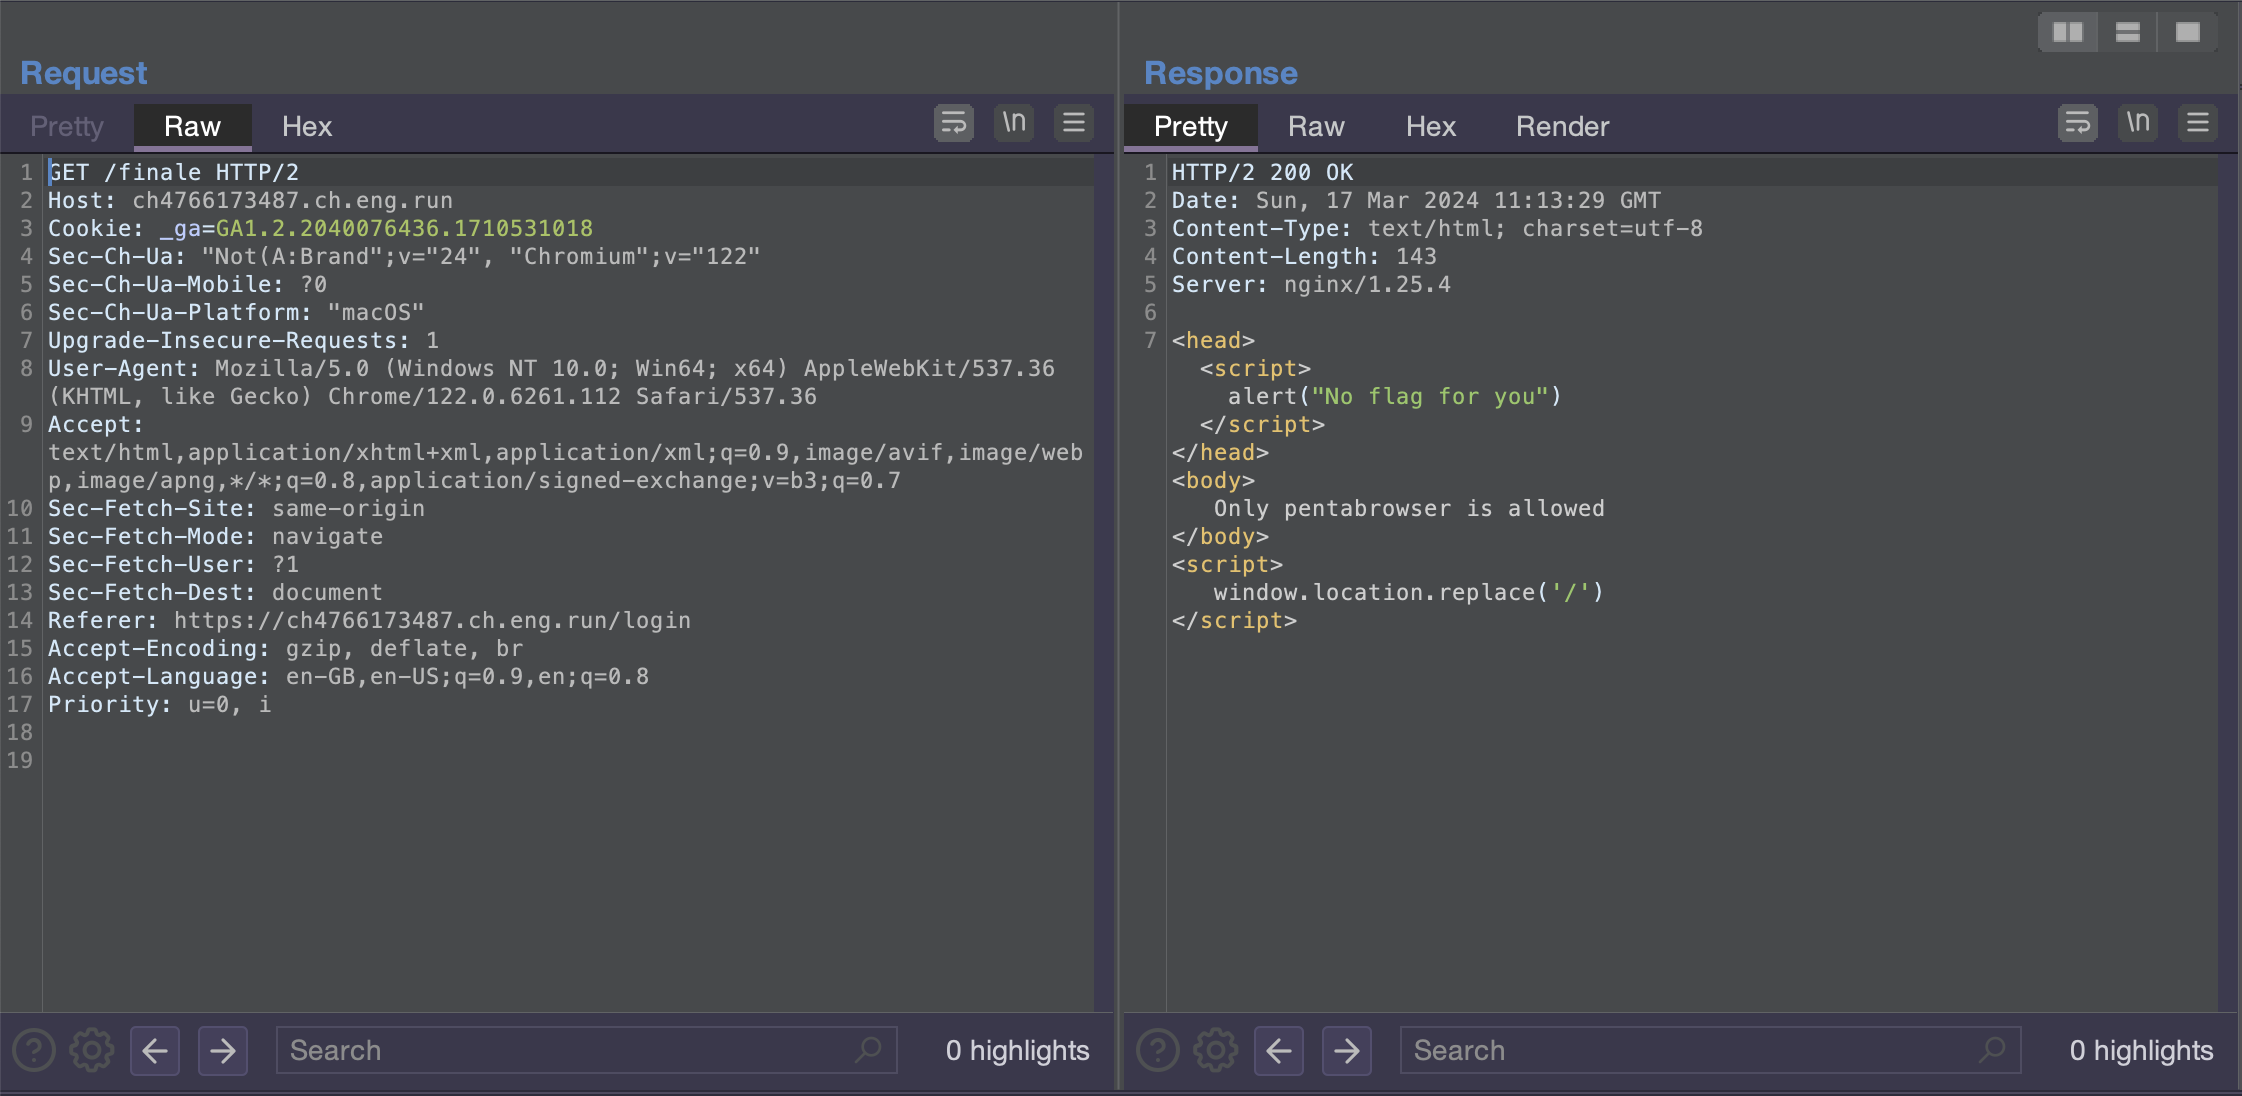 Request
Pretty Raw Hex \n
1 GET /finale HTTP/2
2 Host: ch4766173487.ch.eng.run
3 Cookie: _ga=GA1.2.2040076436.1710531018
4 Sec-Ch-Ua: "Not(A:Brand";v="24", "Chromium";v="122"
5 Sec-Ch-Ua-Mobile: ?0
6 Sec-Ch-Ua-Platform: "macOS"
7 Upgrade-Insecure-Requests: 1
8 User-Agent: Mozilla/5.0 (Windows NT 10.0; Win64; x64) AppleWebKit/537.36
(KHTML, like Gecko) Chrome/122.0.6261.112 Safari/537.36
9 Accept:
text/html,application/xhtml+xml,application/xml;q=0.9,image/avif,image/web
p,image/apng,*/*;q=0.8,application/signed-exchange;v=b3;q=0.7
10 Sec-Fetch-Site: same-origin
11 Sec-Fetch-Mode: navigate
12 Sec-Fetch-User: ?1
13 Sec-Fetch-Dest: document
14 Referer: https://ch4766173487.ch.eng.run/login
15 Accept-Encoding: gzip, deflate, br
16 Accept-Language: en-GB,en-US;q=0.9,en;q=0.8
17 Priority: u=0, i
18
19
? Search 0 highlights
Response
Pretty Raw Hex Render \n
1 HTTP/2 200 OK
2 Date: Sun, 17 Mar 2024 11:13:29 GMT
3 Content-Type: text/html; charset=utf-8
4 Content-Length: 143
5 Server: nginx/1.25.4
6
7 <head>
<script>
alert("No flag for you")
</script>
</head>
<body>
Only pentabrowser is allowed
</body>
<script>
window.location.replace('/')
</script>
? Search 0 highlights